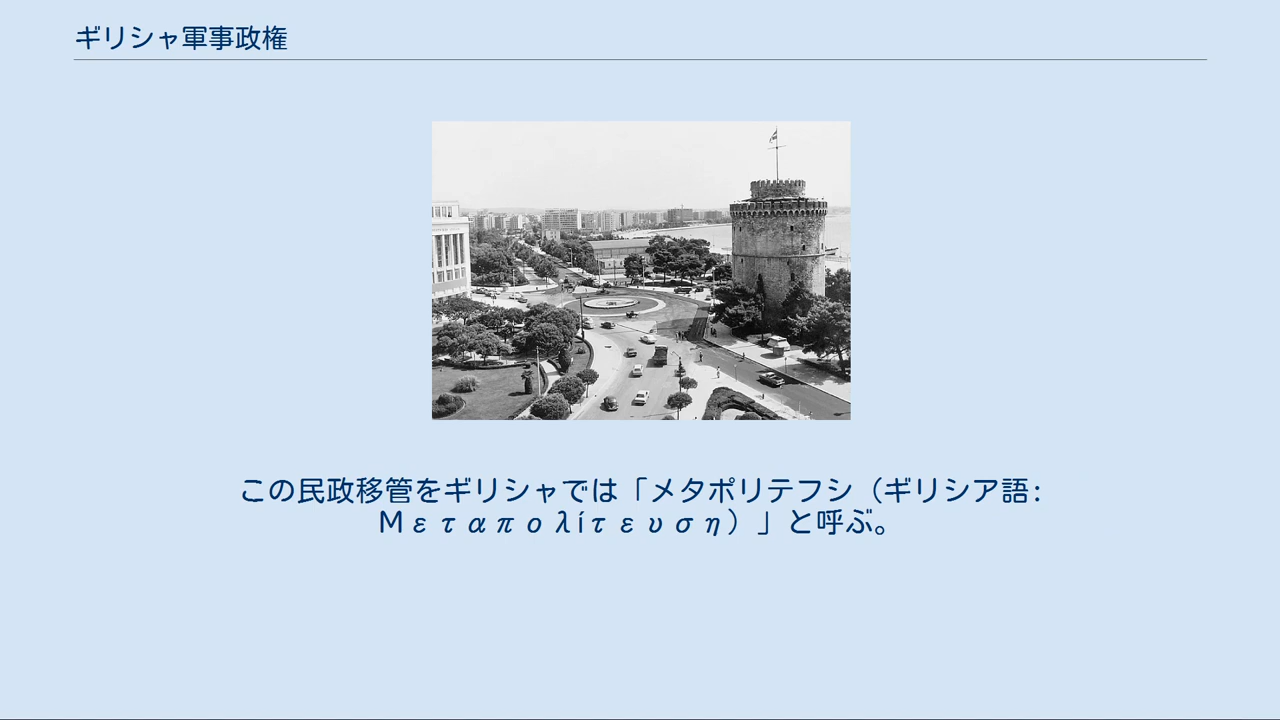 ギリシャ軍事政権
この民政移管をギリシャでは「メタポリテフシ（ギリシア語:
Μεταπολίτευση）」と呼ぶ。